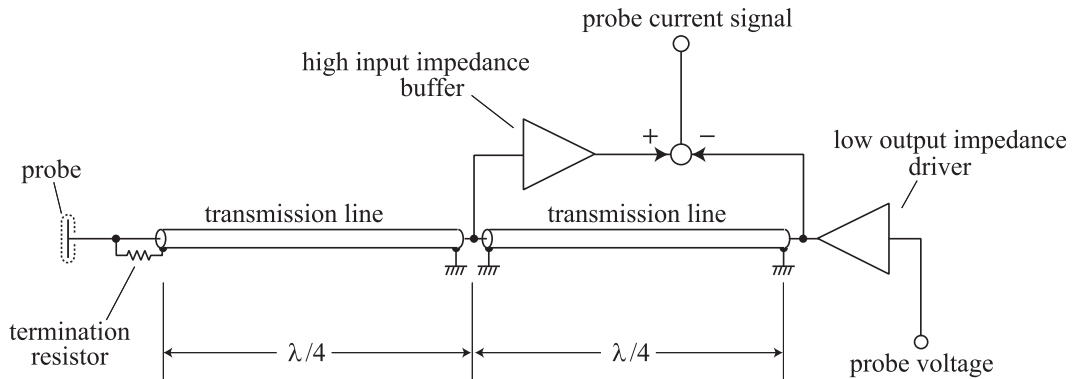 probe current signal
high input impedance
buffer
+
−
low output impedance
driver
probe
transmission line
transmission line
termination
resistor
λ/4
λ/4
probe voltage